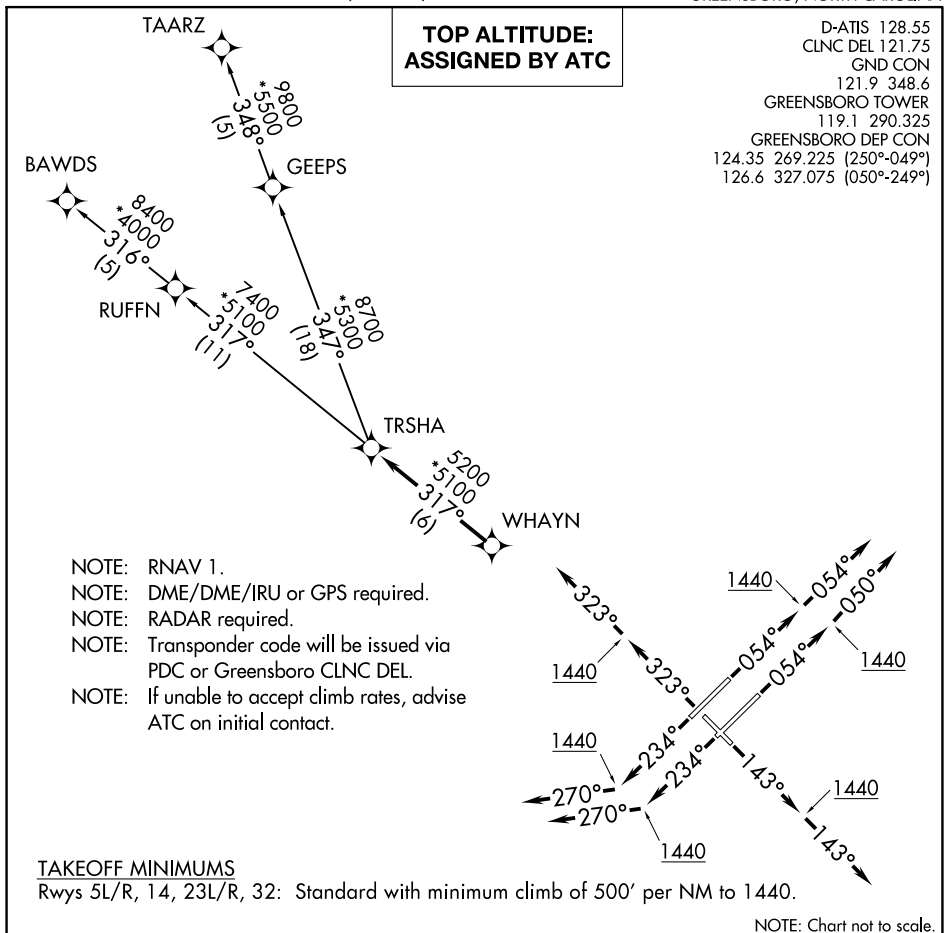 GREENSBORO, NORTH CAROLINA
TOP ALTITUDE:
ASSIGNED BY ATC
D-ATIS 128.55
CLNC DEL 121.75
GND CON
121.9 348.6
GREENSBORO TOWER
119.1 290.325
GREENSBORO DEP CON
124.35 269.225 (250°-049°)
126.6 327.075 (050°-249°)
TAARZ
9800
*5500
348°
(5)
GEEPS
BAWDS
8400
*4000
316°
(5)
RUFFN
7400
*5100
317°
(11)
8700
*5300
347°
(18)
TRSHA
5200
*5100
317°
(6)
WHAYN
NOTE: RNAV 1.
NOTE: DME/DME/IRU or GPS required.
NOTE: RADAR required.
NOTE: Transponder code will be issued via
PDC or Greensboro CLNC DEL.
NOTE: If unable to accept climb rates, advise
ATC on initial contact.
323°
1440
323°
1440
054°
054°
050°
054°
1440
1440
234°
270°
234°
270°
1440
143°
1440
143°
TAKEOFF MINIMUMS
Rwys 5L/R, 14, 23L/R, 32: Standard with minimum climb of 500' per NM to 1440.
NOTE: Chart not to scale.